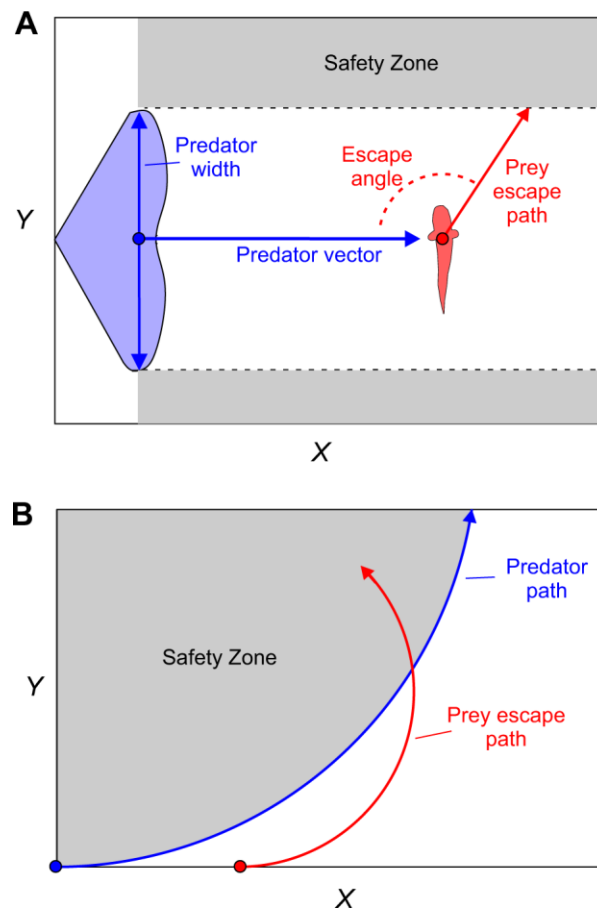 A
Safety Zone
Predator
width
Escape
angle
Prey
escape
path
Y
Predator vector
X
B
Predator
path
Safety Zone
Y
Prey escape
path
X